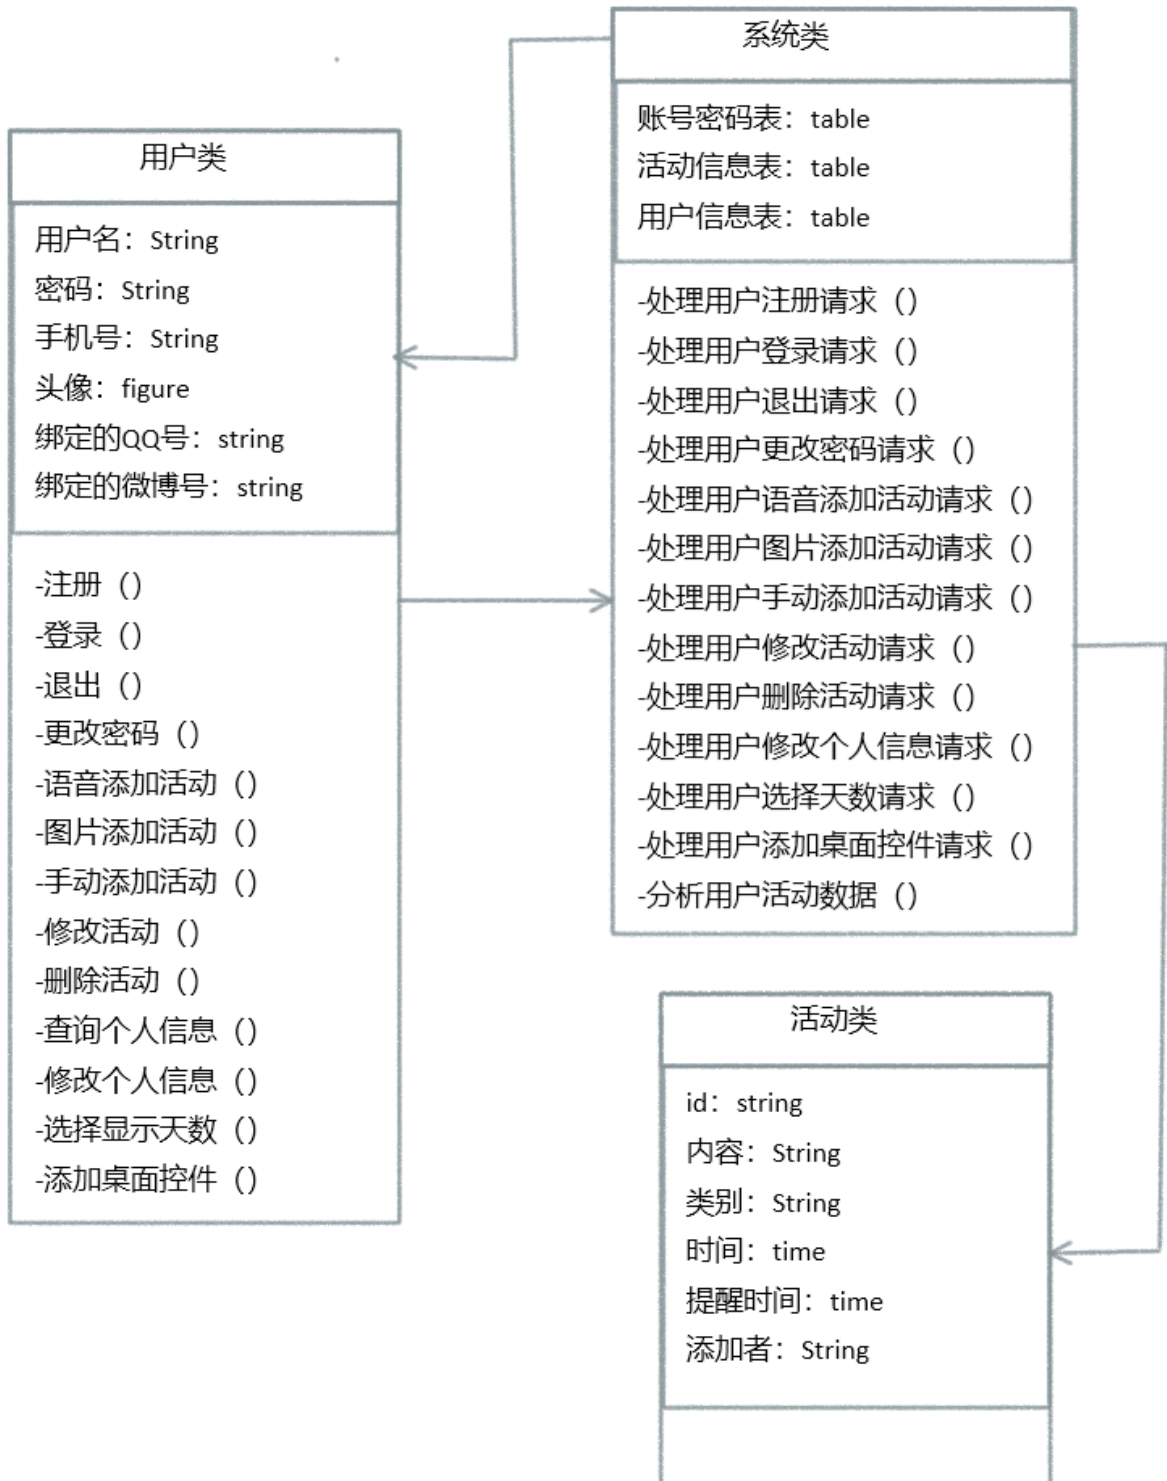 系统类
账号密码表：table
活动信息表：table
用户信息表：table
-处理用户注册请求（）
-处理用户登录请求（）
-处理用户退出请求（）
-处理用户更改密码请求（）
-处理用户语音添加活动请求（）
-处理用户图片添加活动请求（）
-处理用户手动添加活动请求（）
-处理用户修改活动请求（）
-处理用户删除活动请求（）
-处理用户修改个人信息请求（）
-处理用户选择天数请求（）
-处理用户添加桌面控件请求（）
-分析用户活动数据（）
用户类
用户名：String
密码：String
手机号：String
头像：figure
绑定的QQ号：string
绑定的微博号：string
-注册（）
-登录（）
-退出（）
-更改密码（）
-语音添加活动（）
-图片添加活动（）
-手动添加活动（）
-修改活动（）
-删除活动（）
-查询个人信息（）
-修改个人信息（）
-选择显示天数（）
-添加桌面控件（）
活动类
id：string
内容：String
类别：String
时间：time
提醒时间：time
添加者：String